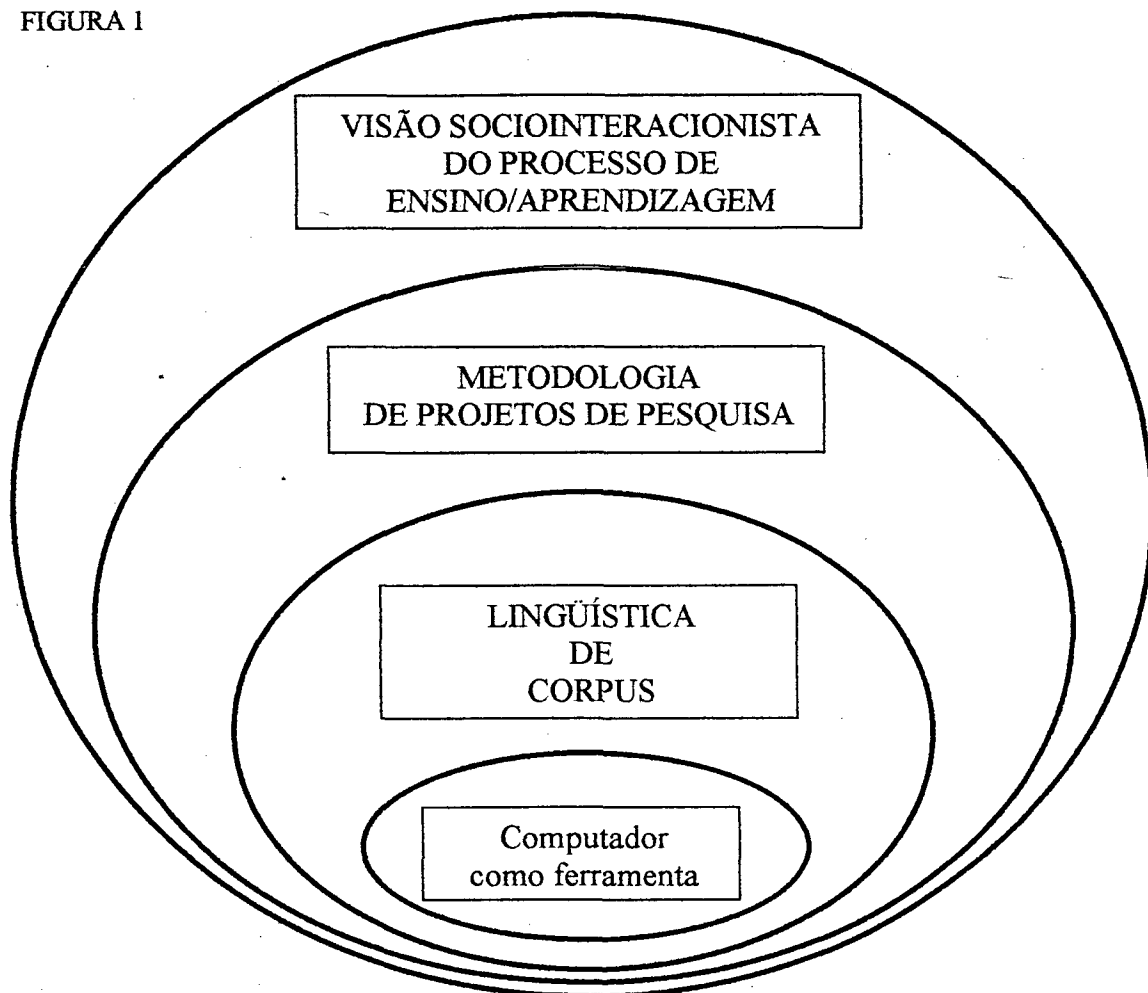 FIGURA 1
VISÃO SOCIOINTERACIONISTA
DO PROCESSO DE
ENSINO/APRENDIZAGEM
METODOLOGIA
DE PROJETOS DE PESQUISA
LINGÜÍSTICA
DE
CORPUS
Computador
como ferramenta